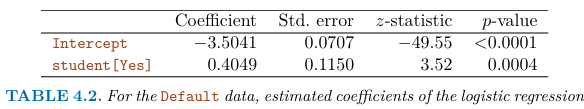 Coefficient Std. error z-statistic p-value
Intercept −3.5041 0.0707 −49.55 <0.0001
student[Yes] 0.4049 0.1150 3.52 0.0004
TABLE 4.2. For the Default data, estimated coefficients of the logistic regression